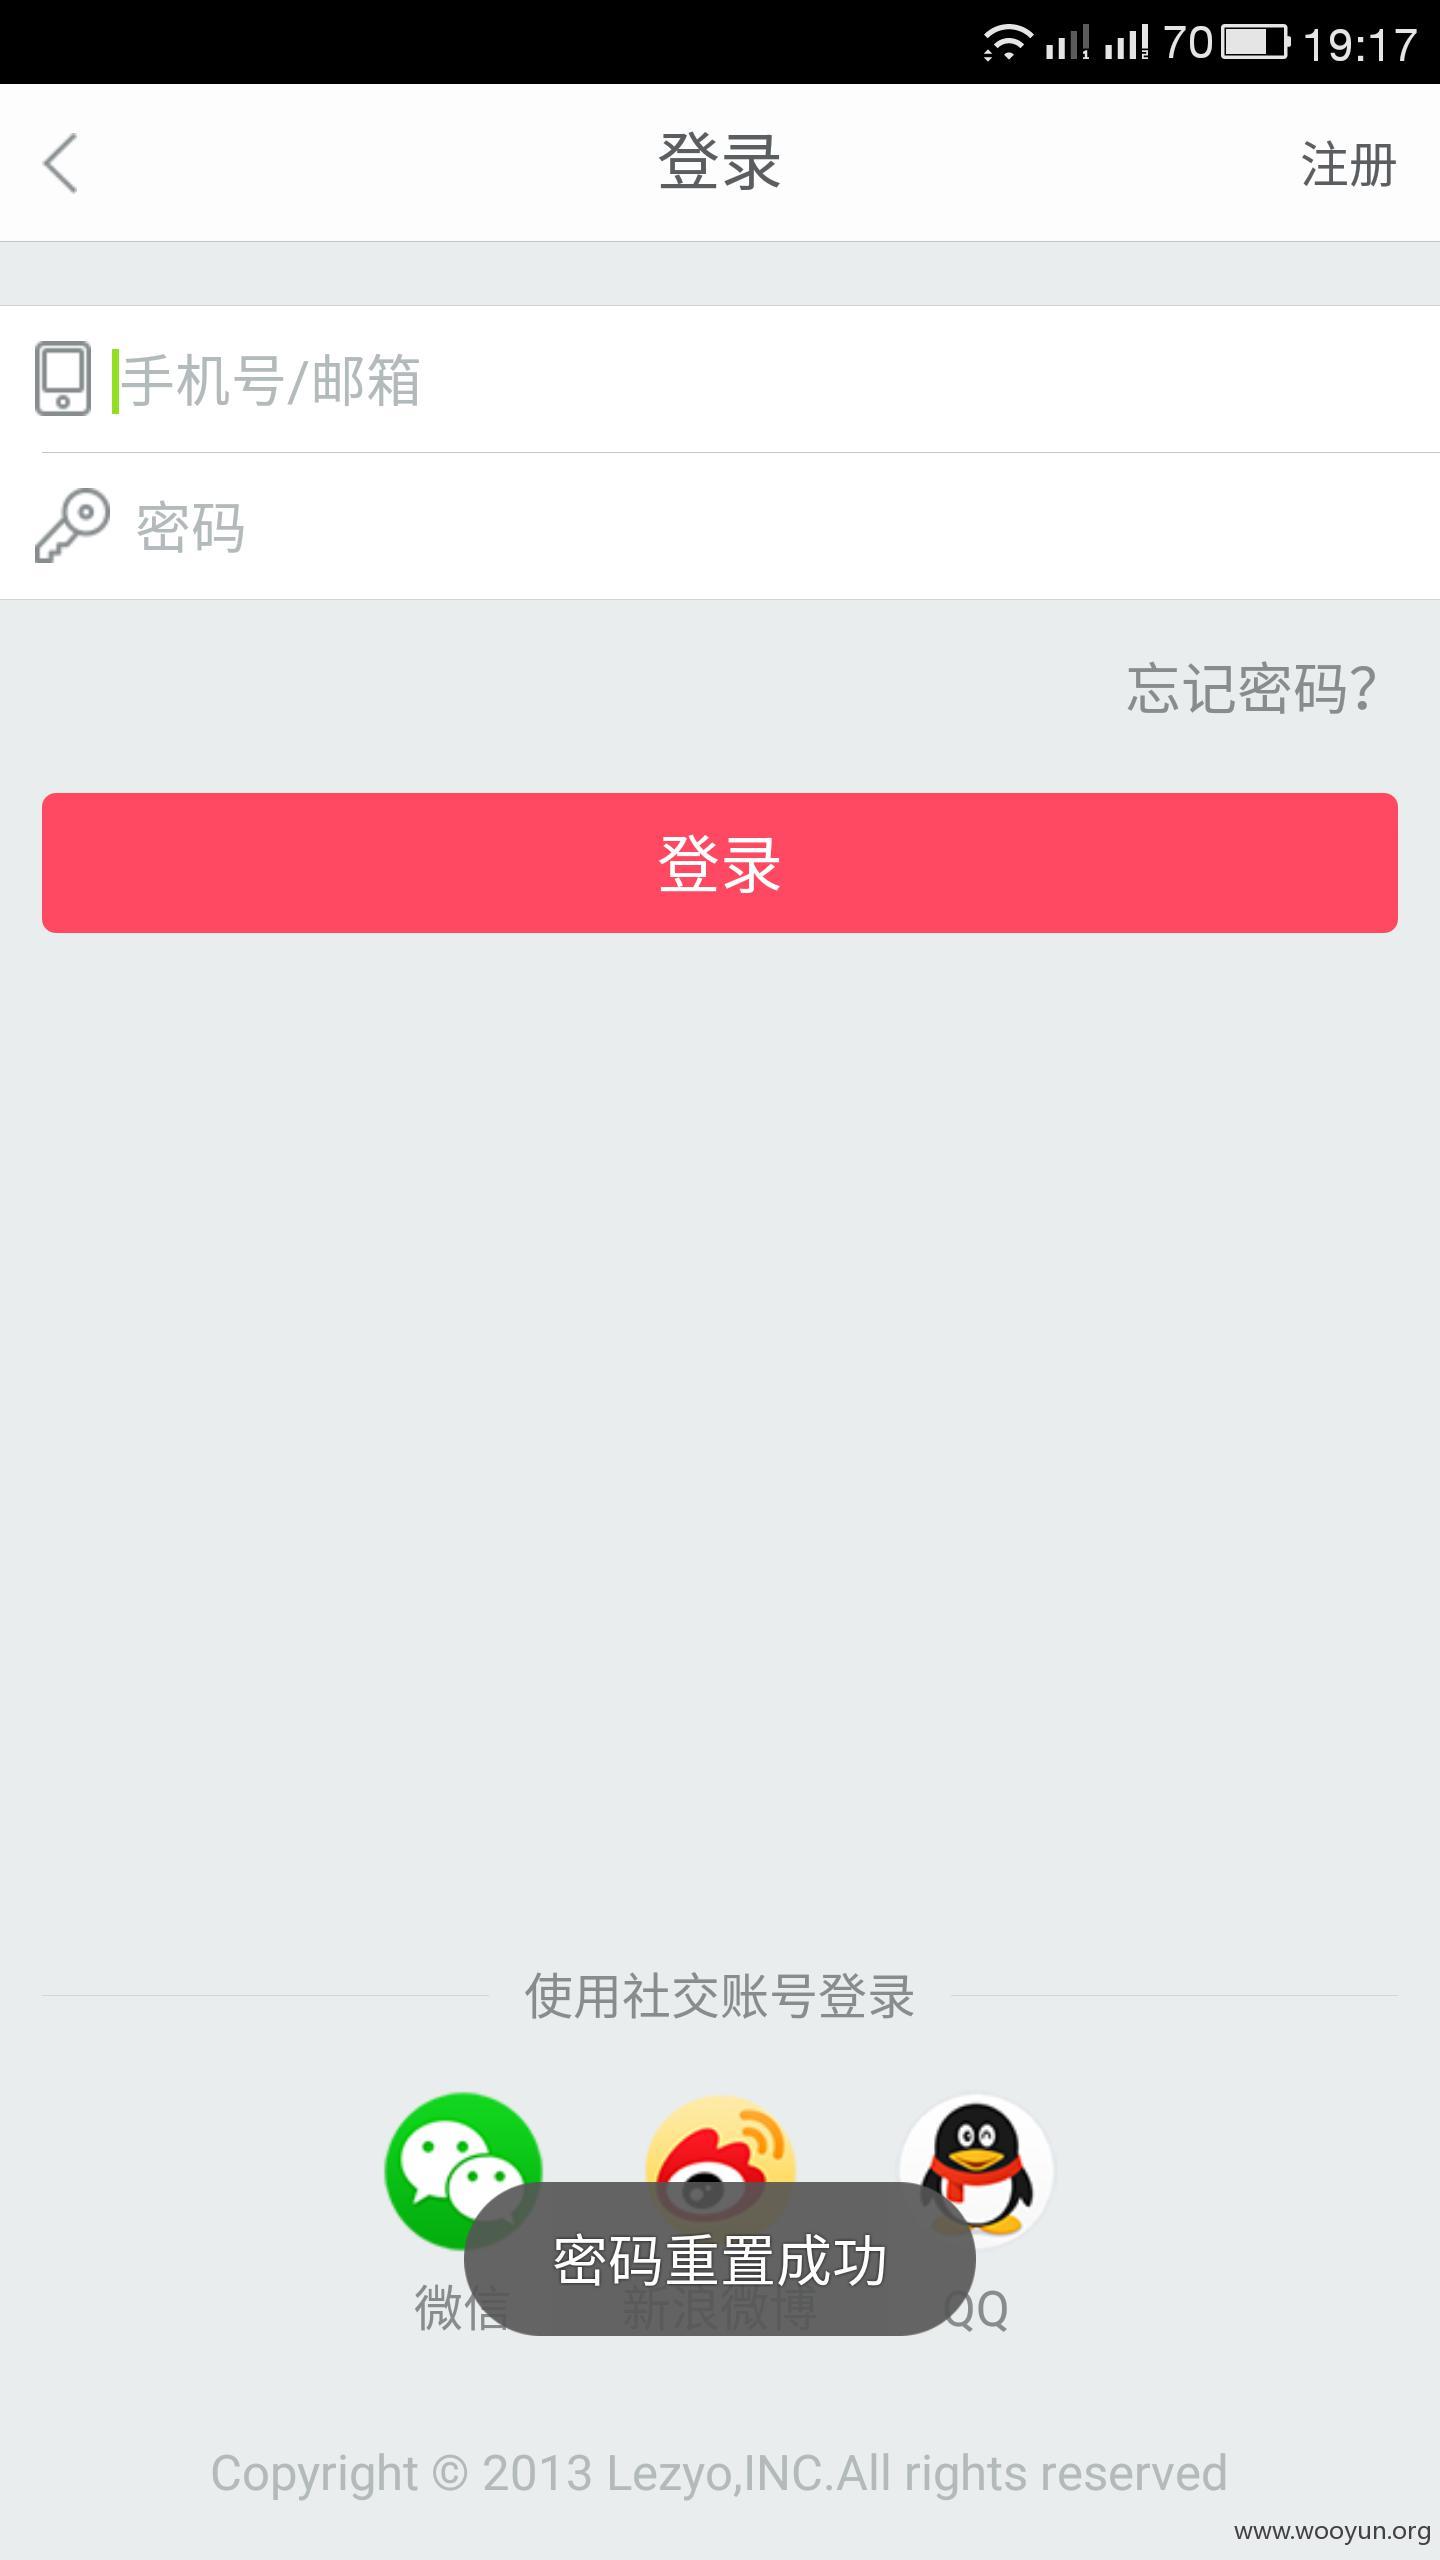 70 19:17
登录
注册
手机号/邮箱
密码
忘记密码?
登录
使用社交账号登录
密码重置成功
微信 新浪微博 QQ
Copyright © 2013 Lezyo,INC.All rights reserved
www.wooyun.org